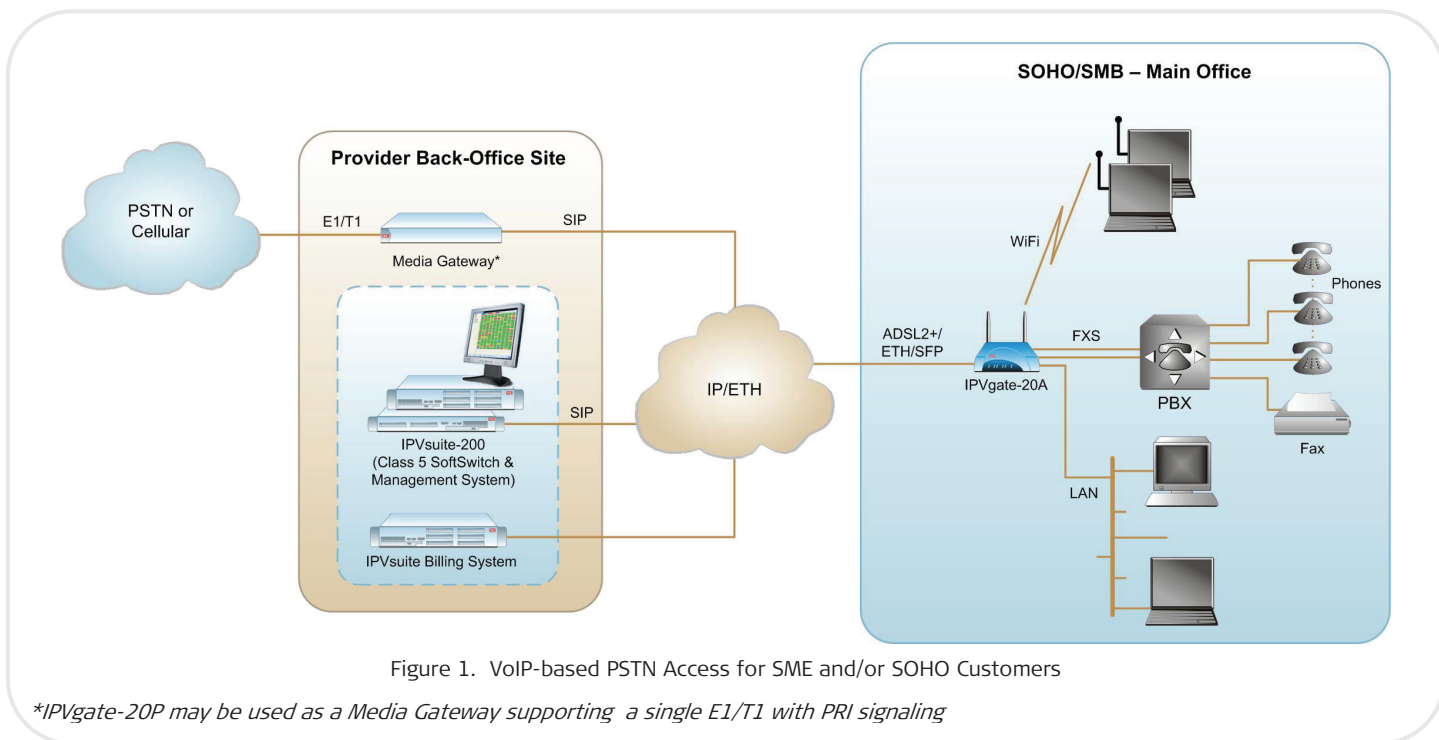 SOHO/SMB – Main Office
Provider Back-Office Site
PSTN or
Cellular
E1/T1
SIP
Media Gateway*
WiFi
Phones
ADSL2+/
ETH/SFP
FXS
IPVgate-20A
PBX
Fax
IP/ETH
SIP
IPVsuite-200
(Class 5 SoftSwitch &
Management System)
LAN
IPVsuite Billing System
Figure 1. VoIP-based PSTN Access for SME and/or SOHO Customers
*IPVgate-20P may be used as a Media Gateway supporting a single E1/T1 with PRI signaling